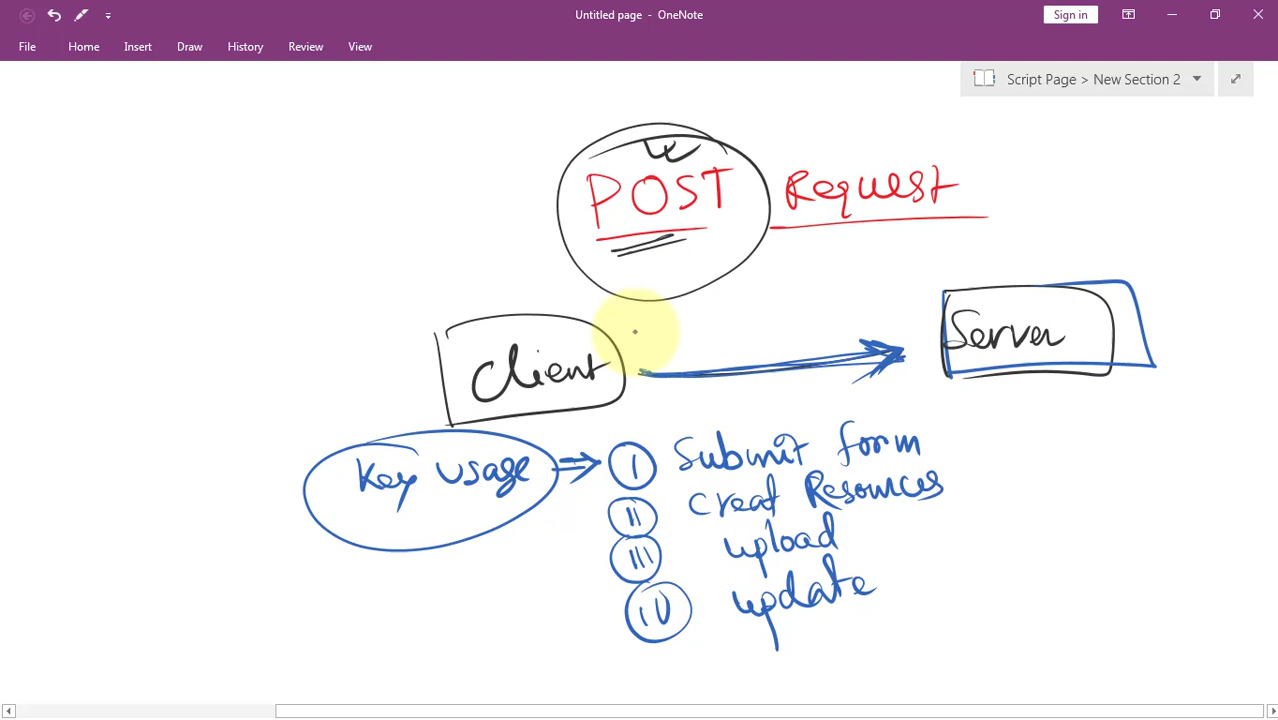 Untitled page - OneNote
Sign in
File Home Insert Draw History Review View
Script Page > New Section 2
POST Request
Client
Server
Key usage
I Submit form
II Creat Resources
III upload
IV update